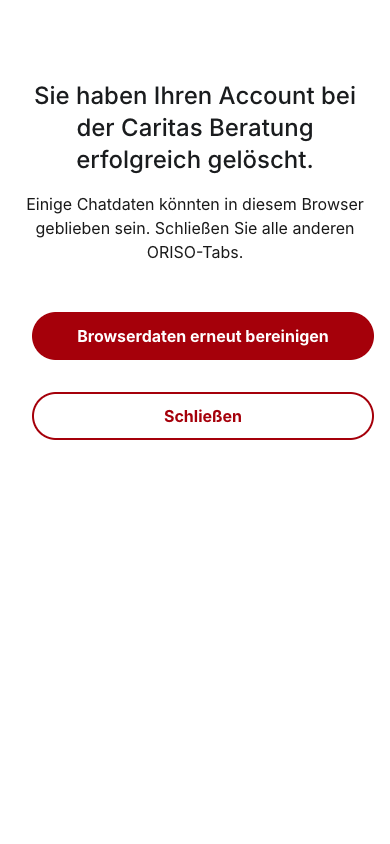 Sie haben Ihren Account bei
der Caritas Beratung
erfolgreich gelöscht.
Einige Chatdaten könnten in diesem Browser
geblieben sein. Schließen Sie alle anderen
ORISO-Tabs.
Browserdaten erneut bereinigen
Schließen